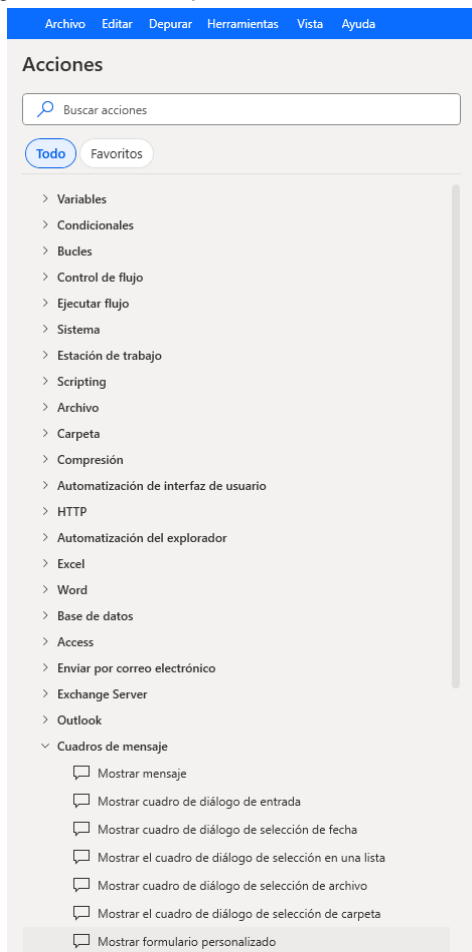 Archivo Editar Depurar Herramientas Vista Ayuda
Acciones
Buscar acciones
Todo Favoritos
Variables
Condicionales
Bucles
Control de flujo
Ejecutar flujo
Sistema
Estación de trabajo
Scripting
Archivo
Carpeta
Compresión
Automatización de interfaz de usuario
HTTP
Automatización del explorador
Excel
Word
Base de datos
Access
Enviar por correo electrónico
Exchange Server
Outlook
Cuadros de mensaje
Mostrar mensaje
Mostrar cuadro de diálogo de entrada
Mostrar cuadro de diálogo de selección de fecha
Mostrar el cuadro de diálogo de selección en una lista
Mostrar cuadro de diálogo de selección de archivo
Mostrar el cuadro de diálogo de selección de carpeta
Mostrar formulario personalizado